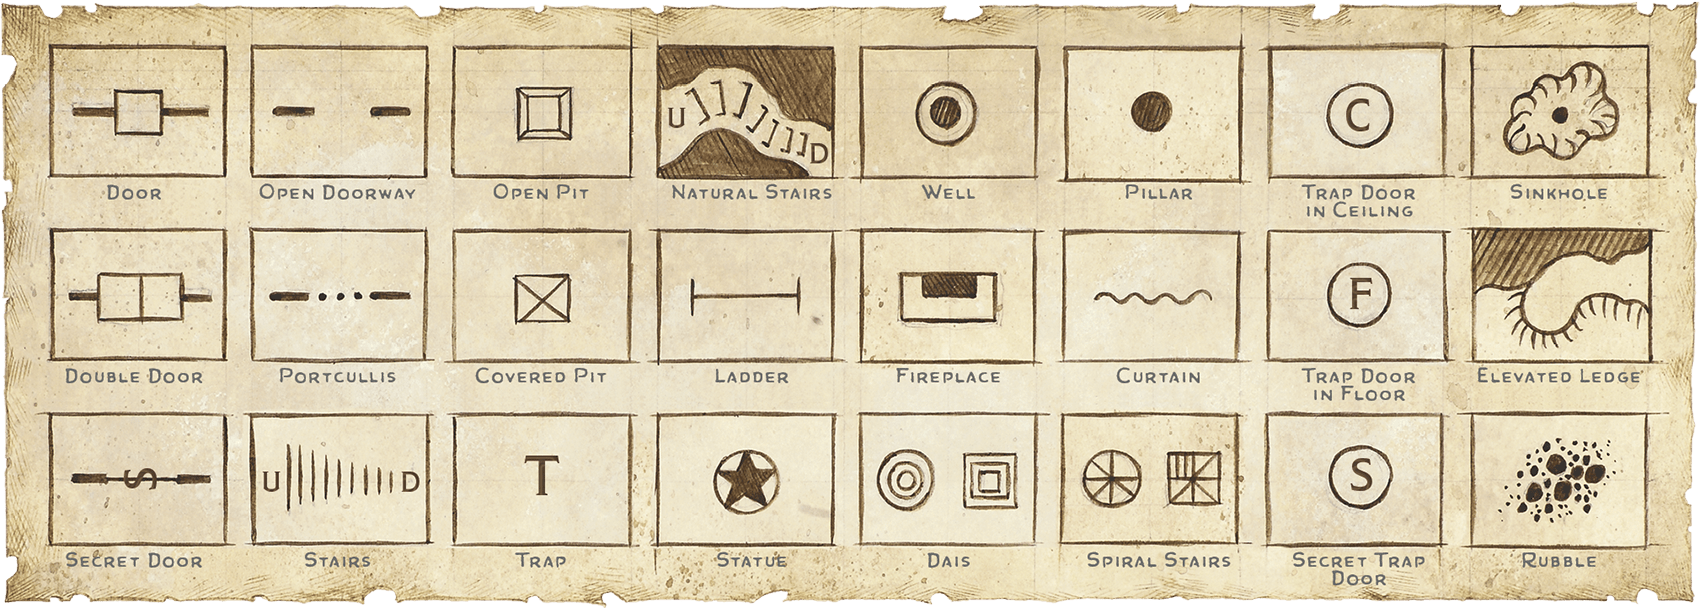 DOOR
OPEN DOORWAY
OPEN PIT
U
D
NATURAL STAIRS
WELL
PILLAR
C
TRAP DOOR
IN CEILING
SINKHOLE
DOUBLE DOOR
PORTCULLIS
COVERED PIT
LADDER
FIREPLACE
CURTAIN
F
TRAP DOOR
IN FLOOR
ELEVATED LEDGE
S
SECRET DOOR
U
D
STAIRS
T
TRAP
STATUE
DAIS
SPIRAL STAIRS
S
SECRET TRAP
DOOR
RUBBLE